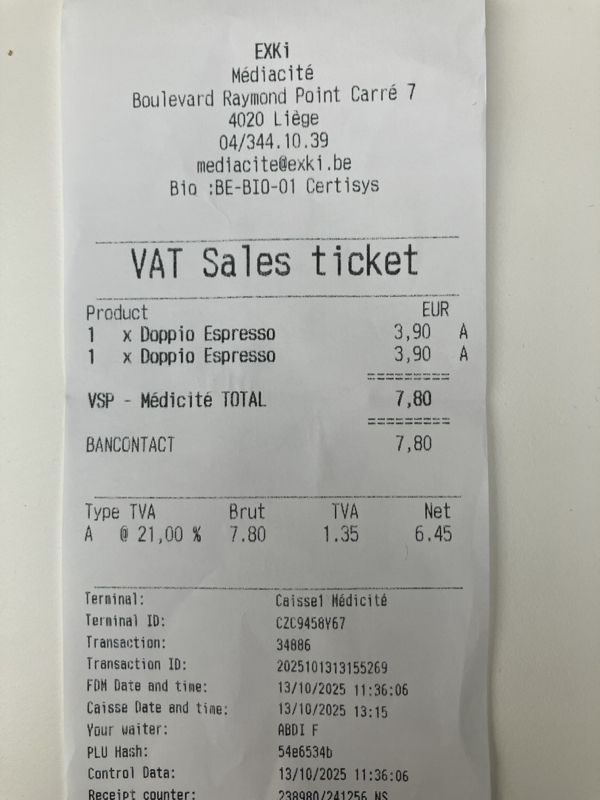 EXKi
Médiacité
Boulevard Raymond Point Carré 7
4020 Liège
04/344.10.39
mediacite@exki.be
Bio :BE-BIO-01 Certisys
VAT Sales ticket
Product EUR
1 x Doppio Espresso 3,90 A
1 x Doppio Espresso 3,90 A
=========
VSP - Médicité TOTAL 7,80
=========
BANCONTACT 7,80
Type TVA Brut TVA Net
A @ 21,00 % 7.80 1.35 6.45
Terminal: Caisse1 Médicité
Terminal ID: CZC9458Y67
Transaction: 34886
Transaction ID: 2025101313155269
FDM Date and time: 13/10/2025 11:36:06
Caisse Date and time: 13/10/2025 13:15
Your waiter: ABDI F
PLU Hash: 54e6534b
Control Data: 13/10/2025 11:36:06
Receipt counter: 238980/241256 NS